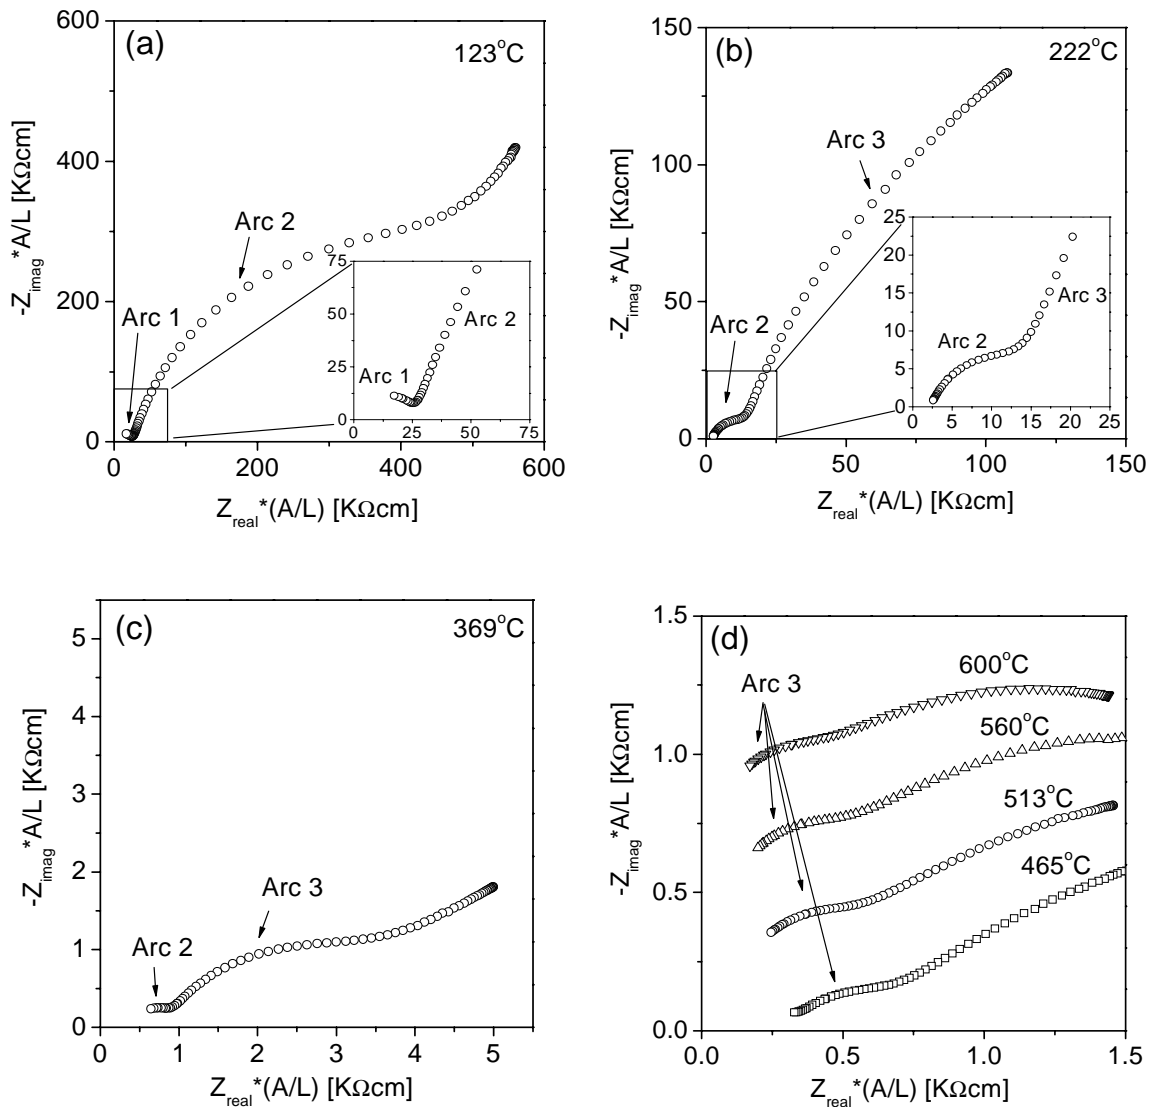 (a)
123°C
600
400
200
0
-Z_imag*A/L [KΩcm]
Arc 2
Arc 1
75
50
25
0
Arc 2
Arc 1
0 25 50 75
0 200 400 600
Z_real*(A/L) [KΩcm]
(b)
222°C
150
100
50
0
-Z_imag*A/L [KΩcm]
Arc 3
Arc 2
25
20
15
10
5
0
Arc 3
Arc 2
0 5 10 15 20 25
0 50 100 150
Z_real*(A/L) [KΩcm]
(c)
369°C
5
4
3
2
1
0
-Z_imag*A/L [KΩcm]
Arc 3
Arc 2
0 1 2 3 4 5
Z_real*(A/L) [KΩcm]
(d)
1.5
1.0
0.5
0.0
-Z_imag*A/L [KΩcm]
Arc 3
600°C
560°C
513°C
465°C
0.0 0.5 1.0 1.5
Z_real*(A/L) [KΩcm]